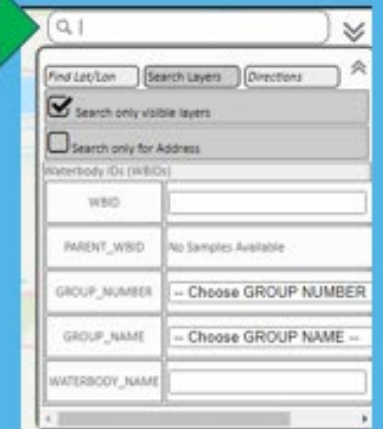 Find Lat/Lon Search Layers Directions
Search only visible layers
Search only for Address
Waterbody IDs (WBIDs)
WBID
PARENT_WBID No Samples Available
GROUP_NUMBER -- Choose GROUP NUMBER
GROUP_NAME -- Choose GROUP NAME --
WATERBODY_NAME